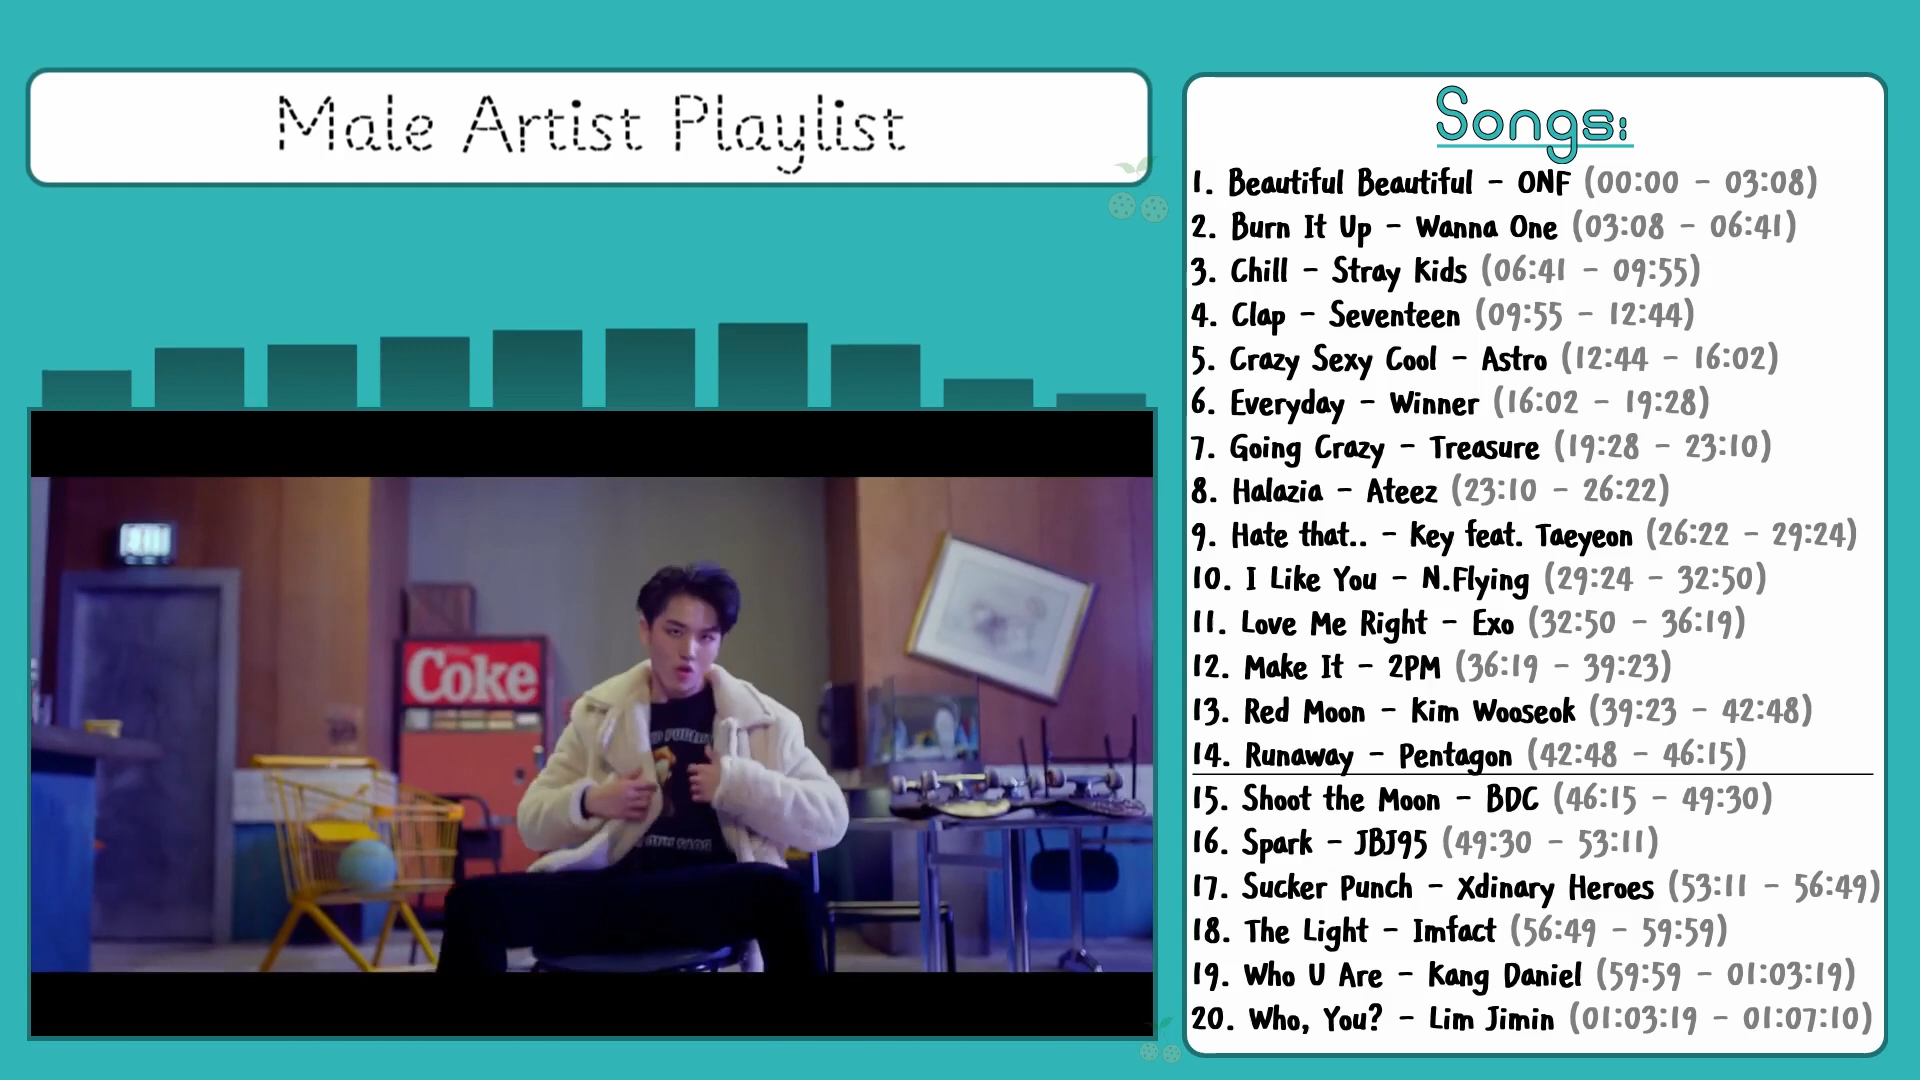 Male Artist Playlist
Songs:
1. Beautiful Beautiful - ONF (00:00 - 03:08)
2. Burn It Up - Wanna One (03:08 - 06:41)
3. Chill - Stray Kids (06:41 - 09:55)
4. Clap - Seventeen (09:55 - 12:44)
5. Crazy Sexy Cool - Astro (12:44 - 16:02)
6. Everyday - Winner (16:02 - 19:28)
7. Going Crazy - Treasure (19:28 - 23:10)
8. Halazia - Ateez (23:10 - 26:22)
9. Hate that.. - Key feat. Taeyeon (26:22 - 29:24)
10. I Like You - N.Flying (29:24 - 32:50)
11. Love Me Right - Exo (32:50 - 36:19)
12. Make It - 2PM (36:19 - 39:23)
13. Red Moon - Kim Wooseok (39:23 - 42:48)
14. Runaway - Pentagon (42:48 - 46:15)
15. Shoot the Moon - BDC (46:15 - 49:30)
16. Spark - JBJ95 (49:30 - 53:11)
17. Sucker Punch - Xdinary Heroes (53:11 - 56:49)
18. The Light - Imfact (56:49 - 59:59)
19. Who U Are - Kang Daniel (59:59 - 01:03:19)
20. Who, You? - Lim Jimin (01:03:19 - 01:07:10)
Coke